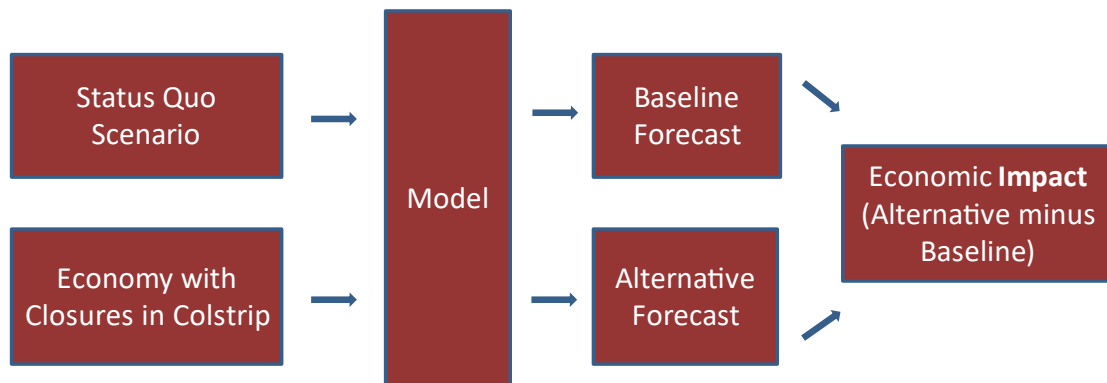 Status Quo
Scenario
Economy with
Closures in Colstrip
Model
Baseline
Forecast
Alternative
Forecast
Economic Impact
(Alternative minus
Baseline)